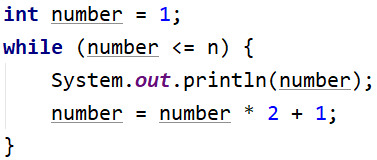 int number = 1;
while (number <= n) {
    System.out.println(number);
    number = number * 2 + 1;
}